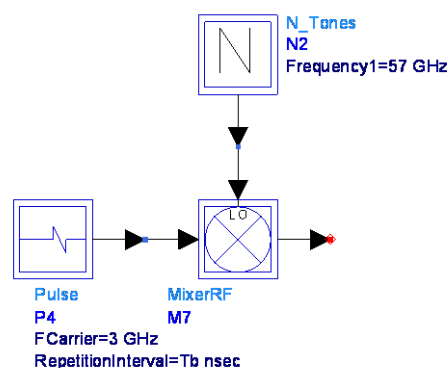 N_Tones
N2
Frequency1=57 GHz
N
LO
Pulse
P4
FCarrier=3 GHz
RepetitionInterval=Tb nsec
MixerRF
M7